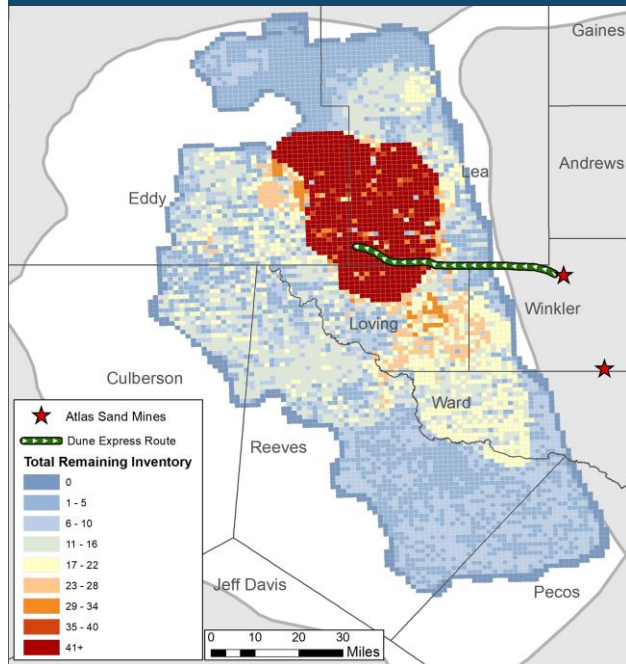 Gaines
Andrews
Lea
Eddy
Winkler
Loving
Culberson
Ward
Reeves
Jeff Davis
Pecos
Atlas Sand Mines
Dune Express Route
Total Remaining Inventory
0
1 - 5
6 - 10
11 - 16
17 - 22
23 - 28
29 - 34
35 - 40
41+
0 10 20 30
Miles